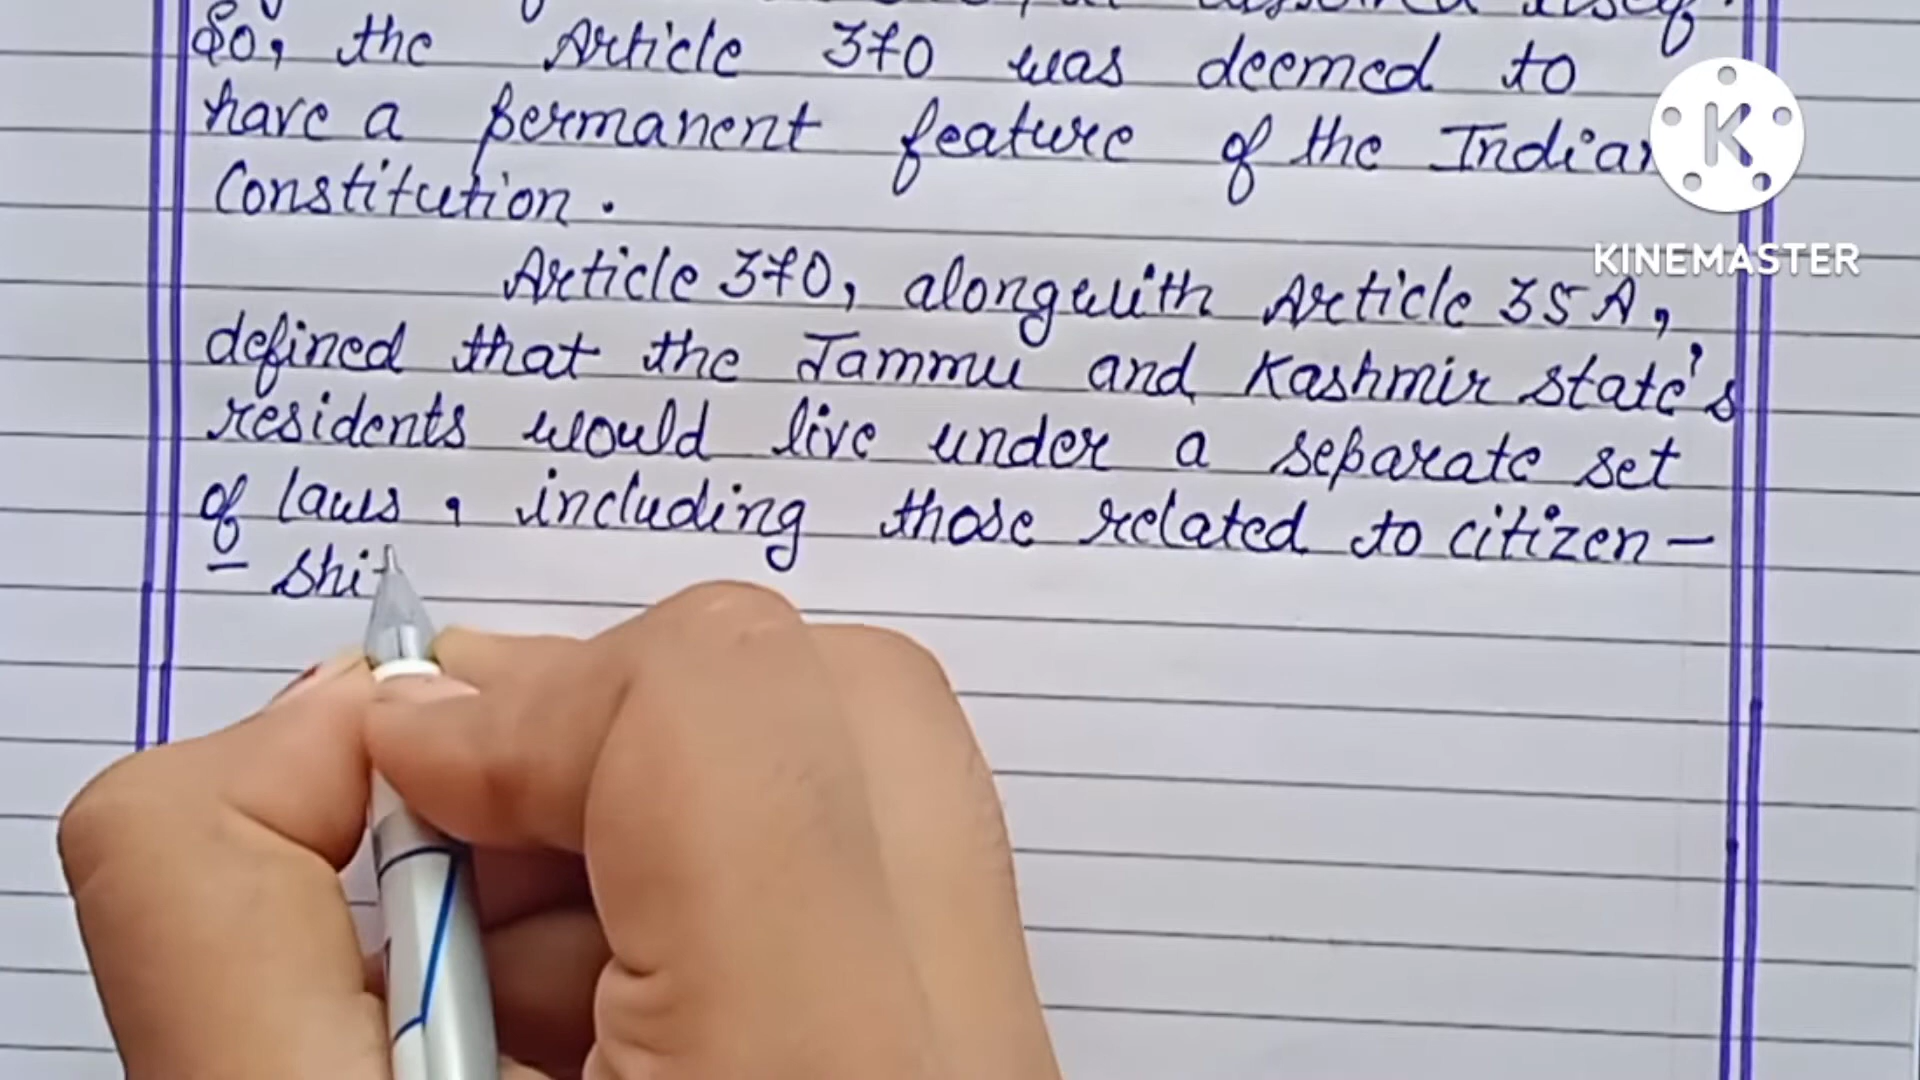 So, the Article 370 was deemed to
have a permanent feature of the Indian
Constitution.
Article 370, alongwith Article 35A,
defined that the Jammu and Kashmir state's
residents would live under a separate set
of laws, including those related to citizen-
- shi
K
KINEMASTER